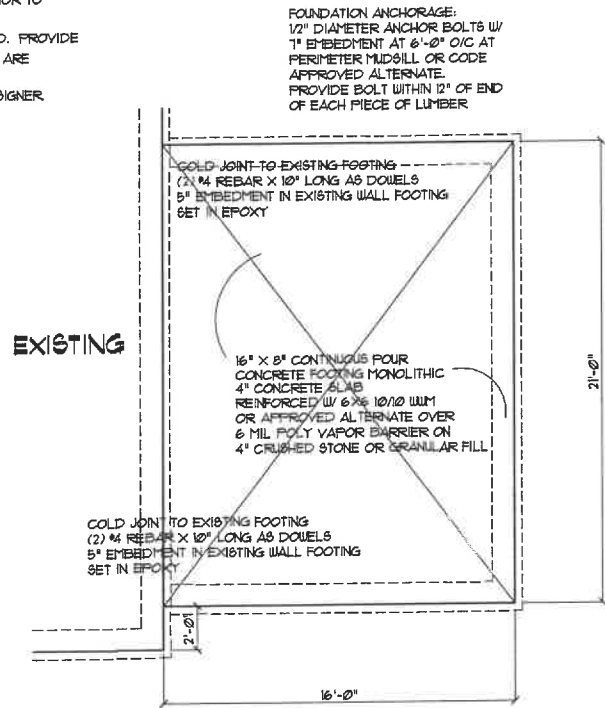 OR TO
D. PROVIDE
ARE
SIGNER
FOUNDATION ANCHORAGE:
1/2" DIAMETER ANCHOR BOLTS W/
7" EMBEDMENT AT 6'-0" O/C AT
PERIMETER MUDSILL OR CODE
APPROVED ALTERNATE.
PROVIDE BOLT WITHIN 12" OF END
OF EACH PIECE OF LUMBER
COLD JOINT TO EXISTING FOOTING
(2) #4 REBAR X 10" LONG AS DOWELS
5" EMBEDMENT IN EXISTING WALL FOOTING
SET IN EPOXY
EXISTING
16" X 8" CONTINUOUS POUR
CONCRETE FOOTING MONOLITHIC
4" CONCRETE SLAB
REINFORCED W/ 6X6 10/10 WWM
OR APPROVED ALTERNATE OVER
6 MIL POLY VAPOR BARRIER ON
4" CRUSHED STONE OR GRANULAR FILL
21'-0"
COLD JOINT TO EXISTING FOOTING
(2) #4 REBAR X 10" LONG AS DOWELS
5" EMBEDMENT IN EXISTING WALL FOOTING
SET IN EPOXY
2'-0"
16'-0"